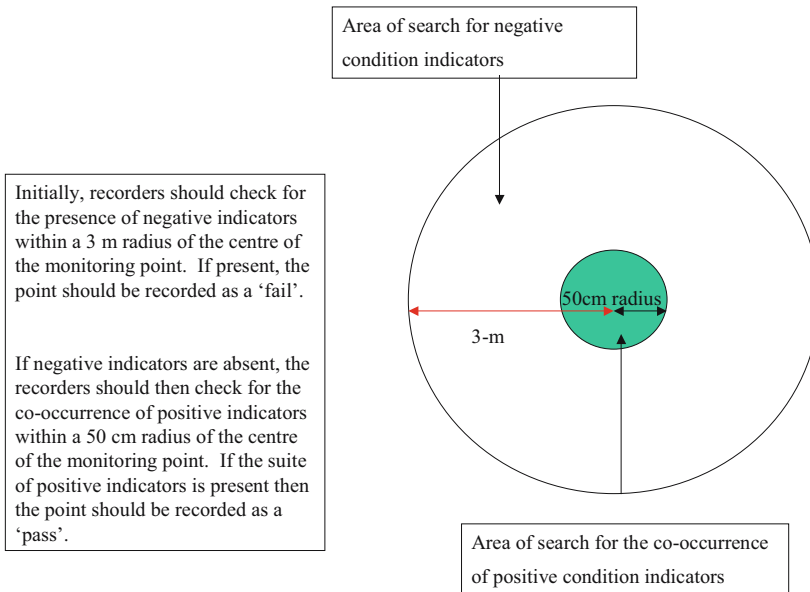 Area of search for negative
condition indicators
Initially, recorders should check for
the presence of negative indicators
within a 3 m radius of the centre of
the monitoring point.  If present, the
point should be recorded as a ‘fail’.
If negative indicators are absent, the
recorders should then check for the
co-occurrence of positive indicators
within a 50 cm radius of the centre
of the monitoring point.  If the suite
of positive indicators is present then
the point should be recorded as a
‘pass’.
50cm radius
3-m
Area of search for the co-occurrence
of positive condition indicators